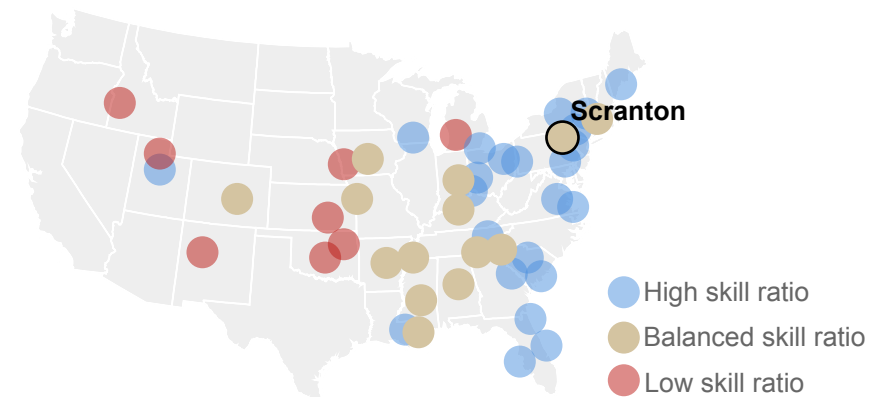 Scranton
High skill ratio
Balanced skill ratio
Low skill ratio